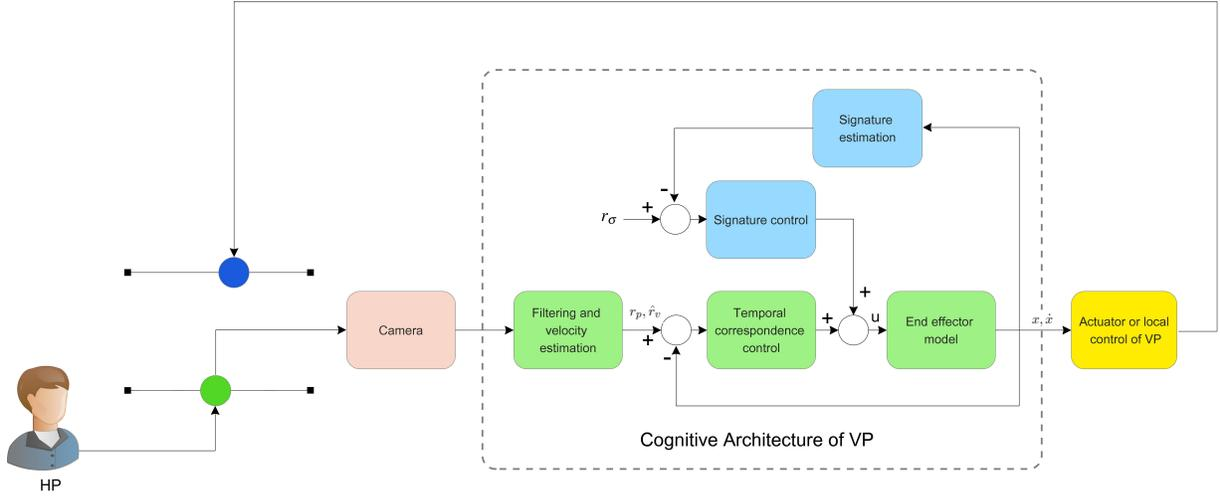 Signature
estimation
-
+
rσ
Signature control
+
Camera
Filtering and
velocity
estimation
r_p, r̂_v
+
-
Temporal
correspondence
control
+
u
End effector
model
x, ẋ
Actuator or local
control of VP
Cognitive Architecture of VP
HP